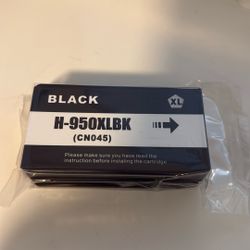 BLACK
XL
H-950XLBK
(CN045)
Please make sure you have read the
instruction before installing the cartridge